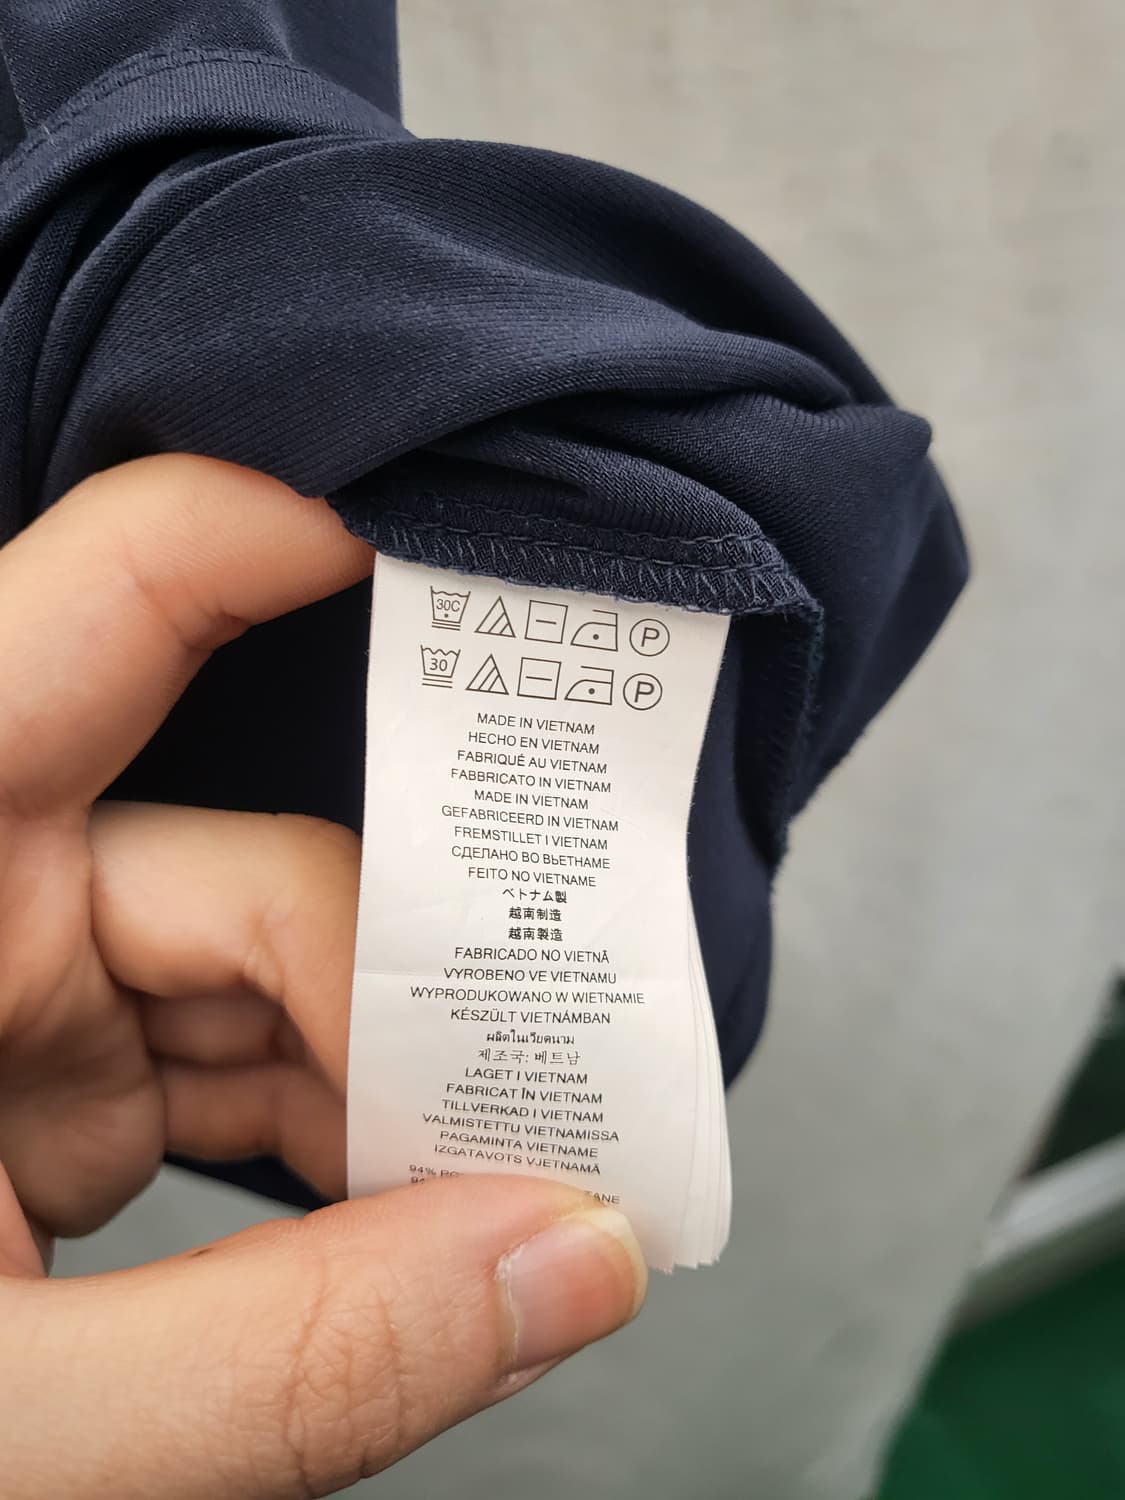 30C P
30 P
MADE IN VIETNAM
HECHO EN VIETNAM
FABRIQUÉ AU VIETNAM
FABBRICATO IN VIETNAM
MADE IN VIETNAM
GEFABRICEERD IN VIETNAM
FREMSTILLET I VIETNAM
СДЕЛАНО ВО ВЬЕТНАМЕ
FEITO NO VIETNAME
ベトナム製
越南制造
越南製造
FABRICADO NO VIETNÃ
VYROBENO VE VIETNAMU
WYPRODUKOWANO W WIETNAMIE
KÉSZÜLT VIETNÁMBAN
ผลิตในเวียดนาม
제조국: 베트남
LAGET I VIETNAM
FABRICAT ÎN VIETNAM
TILLVERKAD I VIETNAM
VALMISTETTU VIETNAMISSA
PAGAMINTA VIETNAME
IZGATAVOTS VJETNAMĀ
94%